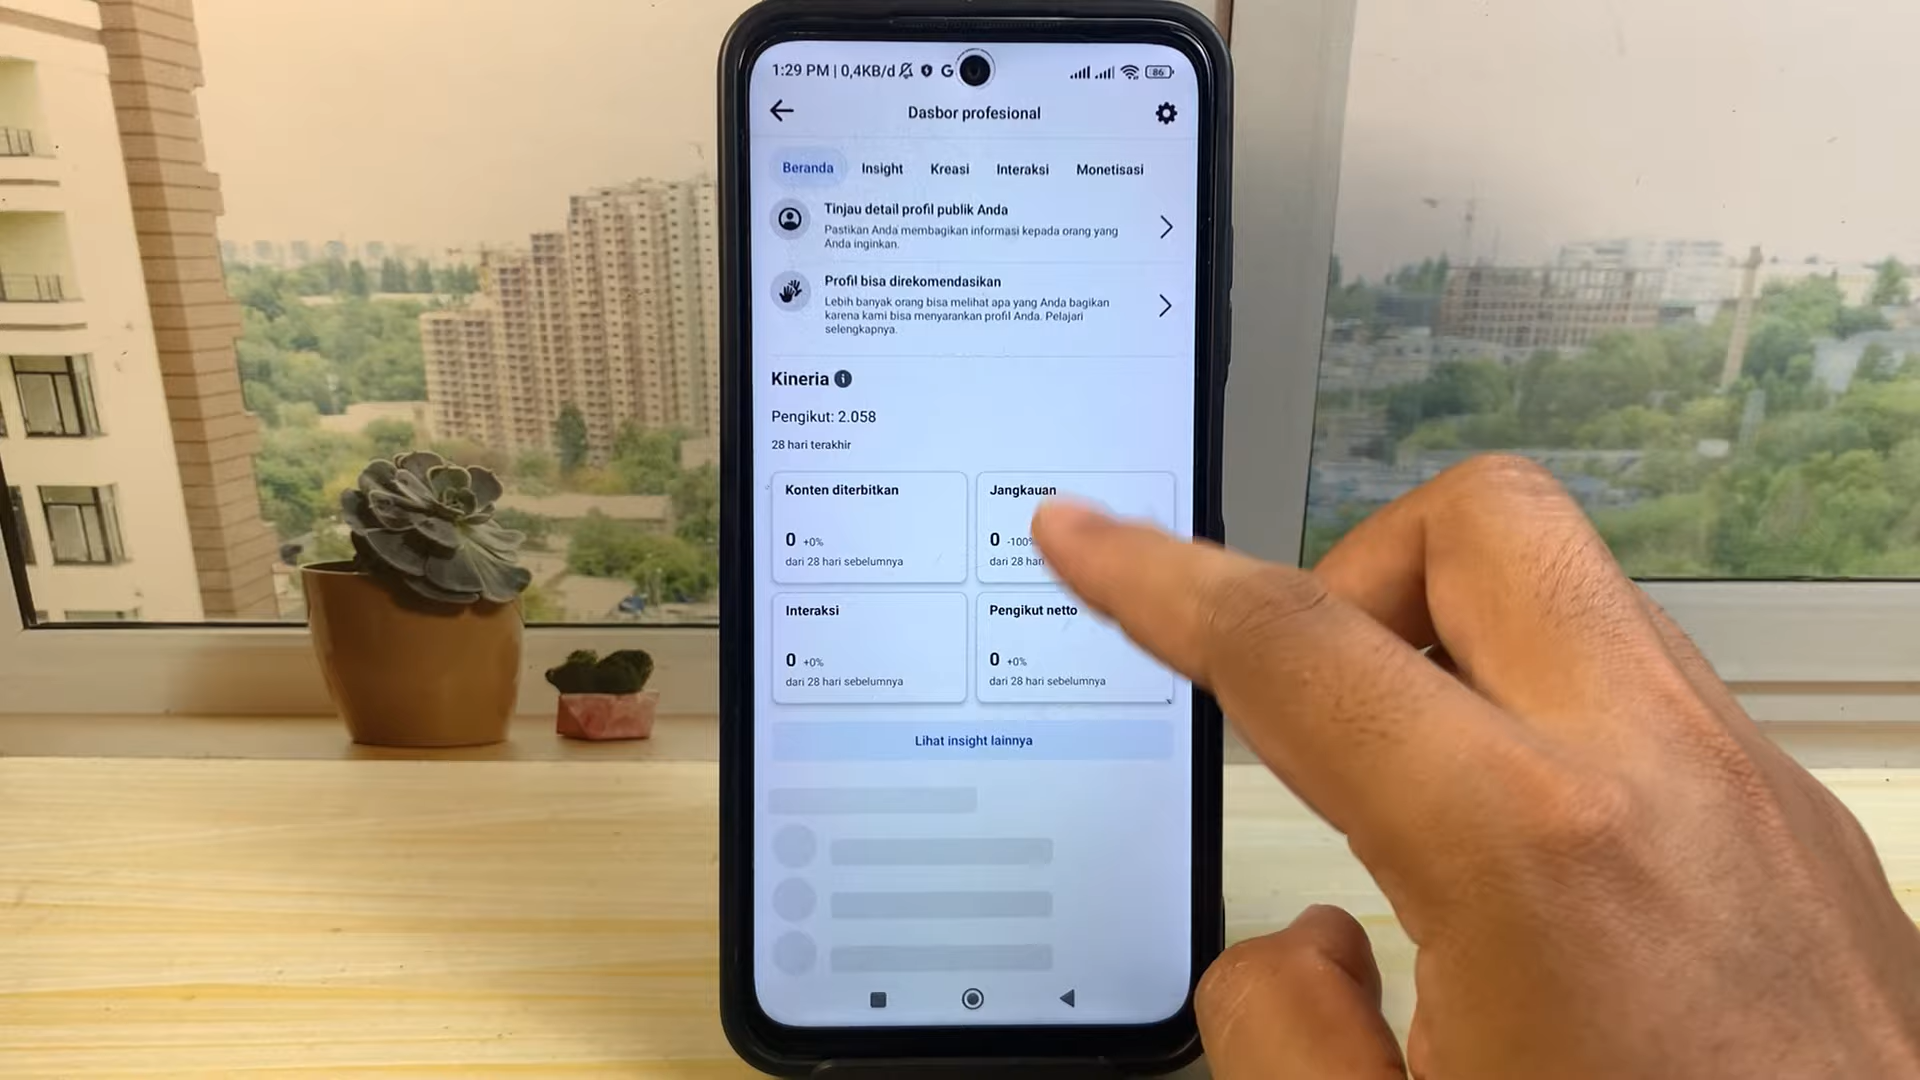 1:29 PM | 0,4KB/d G 86
Dasbor profesional
Beranda Insight Kreasi Interaksi Monetisasi
Tinjau detail profil publik Anda
Pastikan Anda membagikan informasi kepada orang yang
Anda inginkan.
Profil bisa direkomendasikan
Lebih banyak orang bisa melihat apa yang Anda bagikan
karena kami bisa menyarankan profil Anda. Pelajari
selengkapnya.
Kinerja
Pengikut: 2.058
28 hari terakhir
Konten diterbitkan
0 +0%
dari 28 hari sebelumnya
Jangkauan
0 -100%
dari 28 hari
Interaksi
0 +0%
dari 28 hari sebelumnya
Pengikut netto
0 +0%
dari 28 hari sebelumnya
Lihat insight lainnya